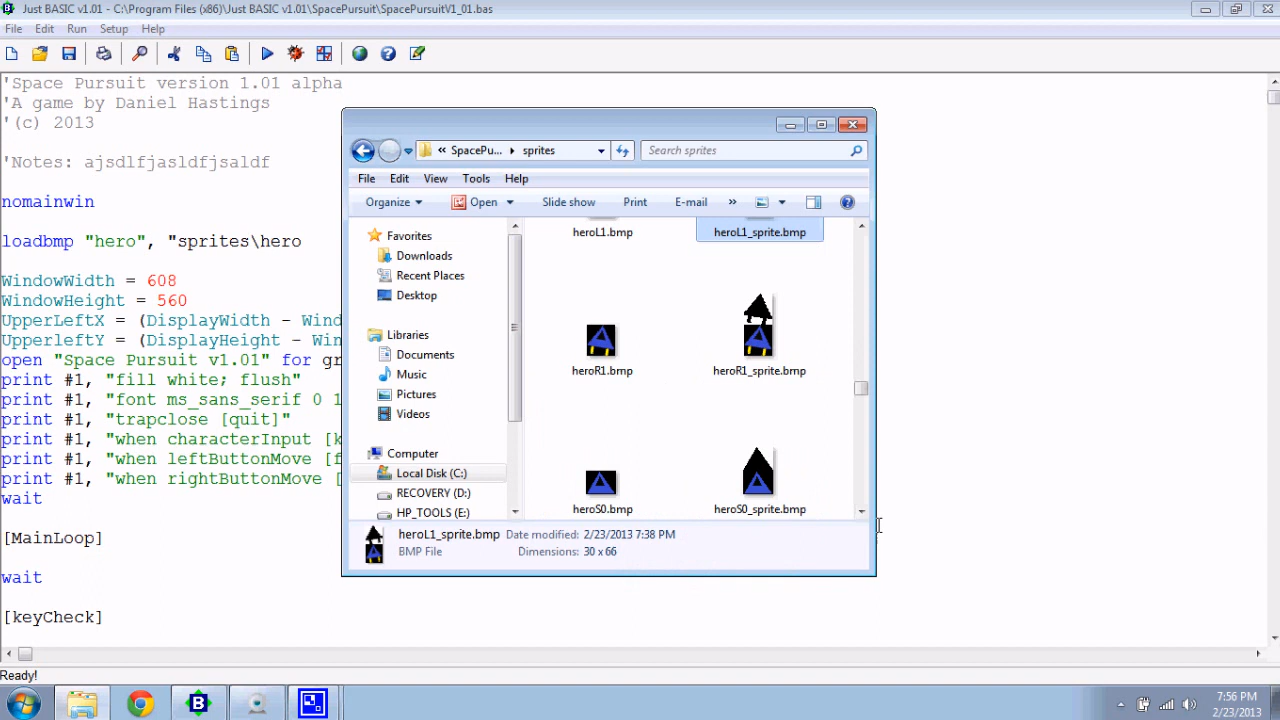 Just BASIC v1.01 - C:\Program Files (x86)\Just BASIC v1.01\SpacePursuit\SpacePursuitV1_01.bas
File Edit Run Setup Help
'Space Pursuit version 1.01 alpha
'A game by Daniel Hastings
'(c) 2013
'Notes: ajsdlfjasldfjsaldf
nomainwin
loadbmp "hero", "sprites\hero
WindowWidth = 608
WindowHeight = 560
UpperLeftX = (DisplayWidth - Wind
UpperleftY = (DisplayHeight - Win
open "Space Pursuit v1.01" for gr
print #1, "fill white; flush"
print #1, "font ms_sans_serif 0 1
print #1, "trapclose [quit]"
print #1, "when characterInput [k
print #1, "when leftButtonMove [f
print #1, "when rightButtonMove [
wait
[MainLoop]
wait
[keyCheck]
Ready!
« SpacePu... sprites
Search sprites
File Edit View Tools Help
Organize Open Slide show Print E-mail »
Favorites
Downloads
Recent Places
Desktop
Libraries
Documents
Music
Pictures
Videos
Computer
Local Disk (C:)
RECOVERY (D:)
HP_TOOLS (E:)
heroL1.bmp heroL1_sprite.bmp
heroR1.bmp heroR1_sprite.bmp
heroS0.bmp heroS0_sprite.bmp
heroL1_sprite.bmp Date modified: 2/23/2013 7:38 PM
BMP File Dimensions: 30 x 66
7:56 PM
2/23/2013